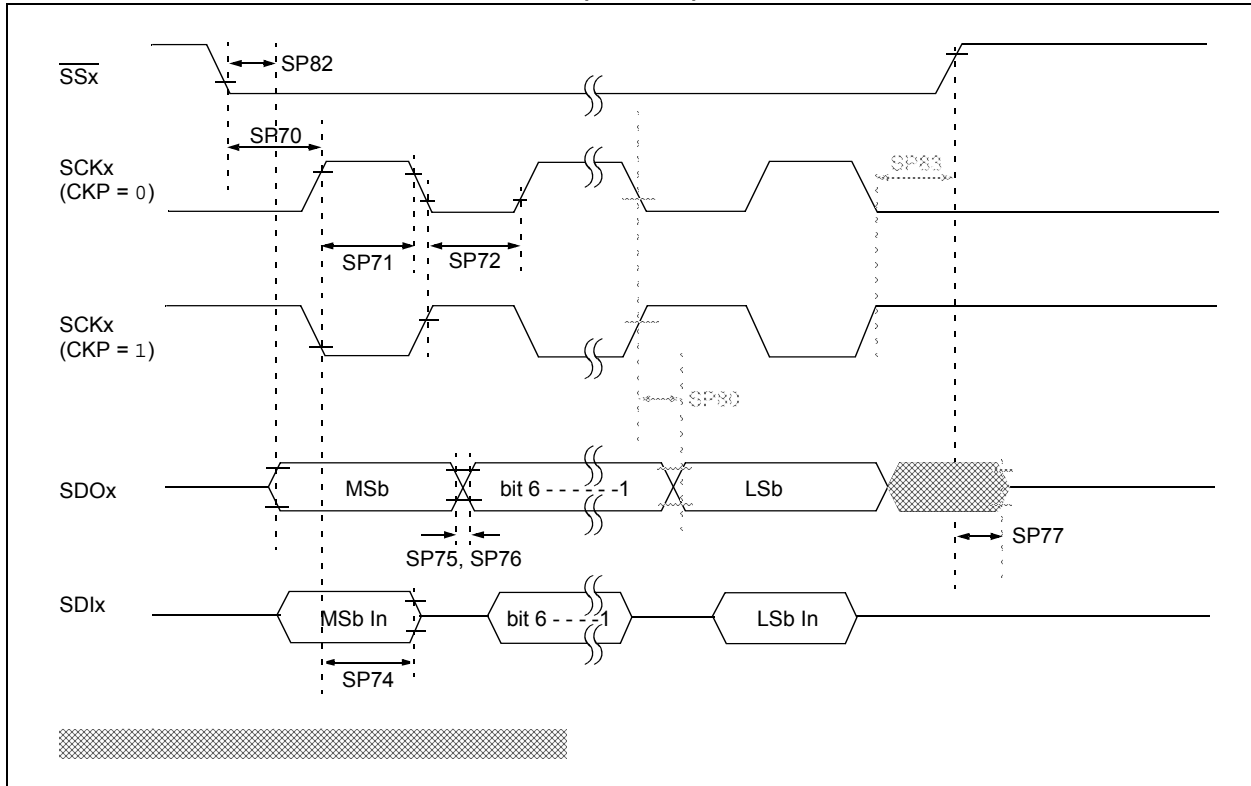 SSx
SP82
SP70
SCKx
(CKP = 0)
SP83
SP71
SP72
SCKx
(CKP = 1)
SP80
SDOx
MSb
bit 6 - - - - - -1
LSb
SP77
SP75, SP76
SDIx
MSb In
bit 6 - - - -1
LSb In
SP74